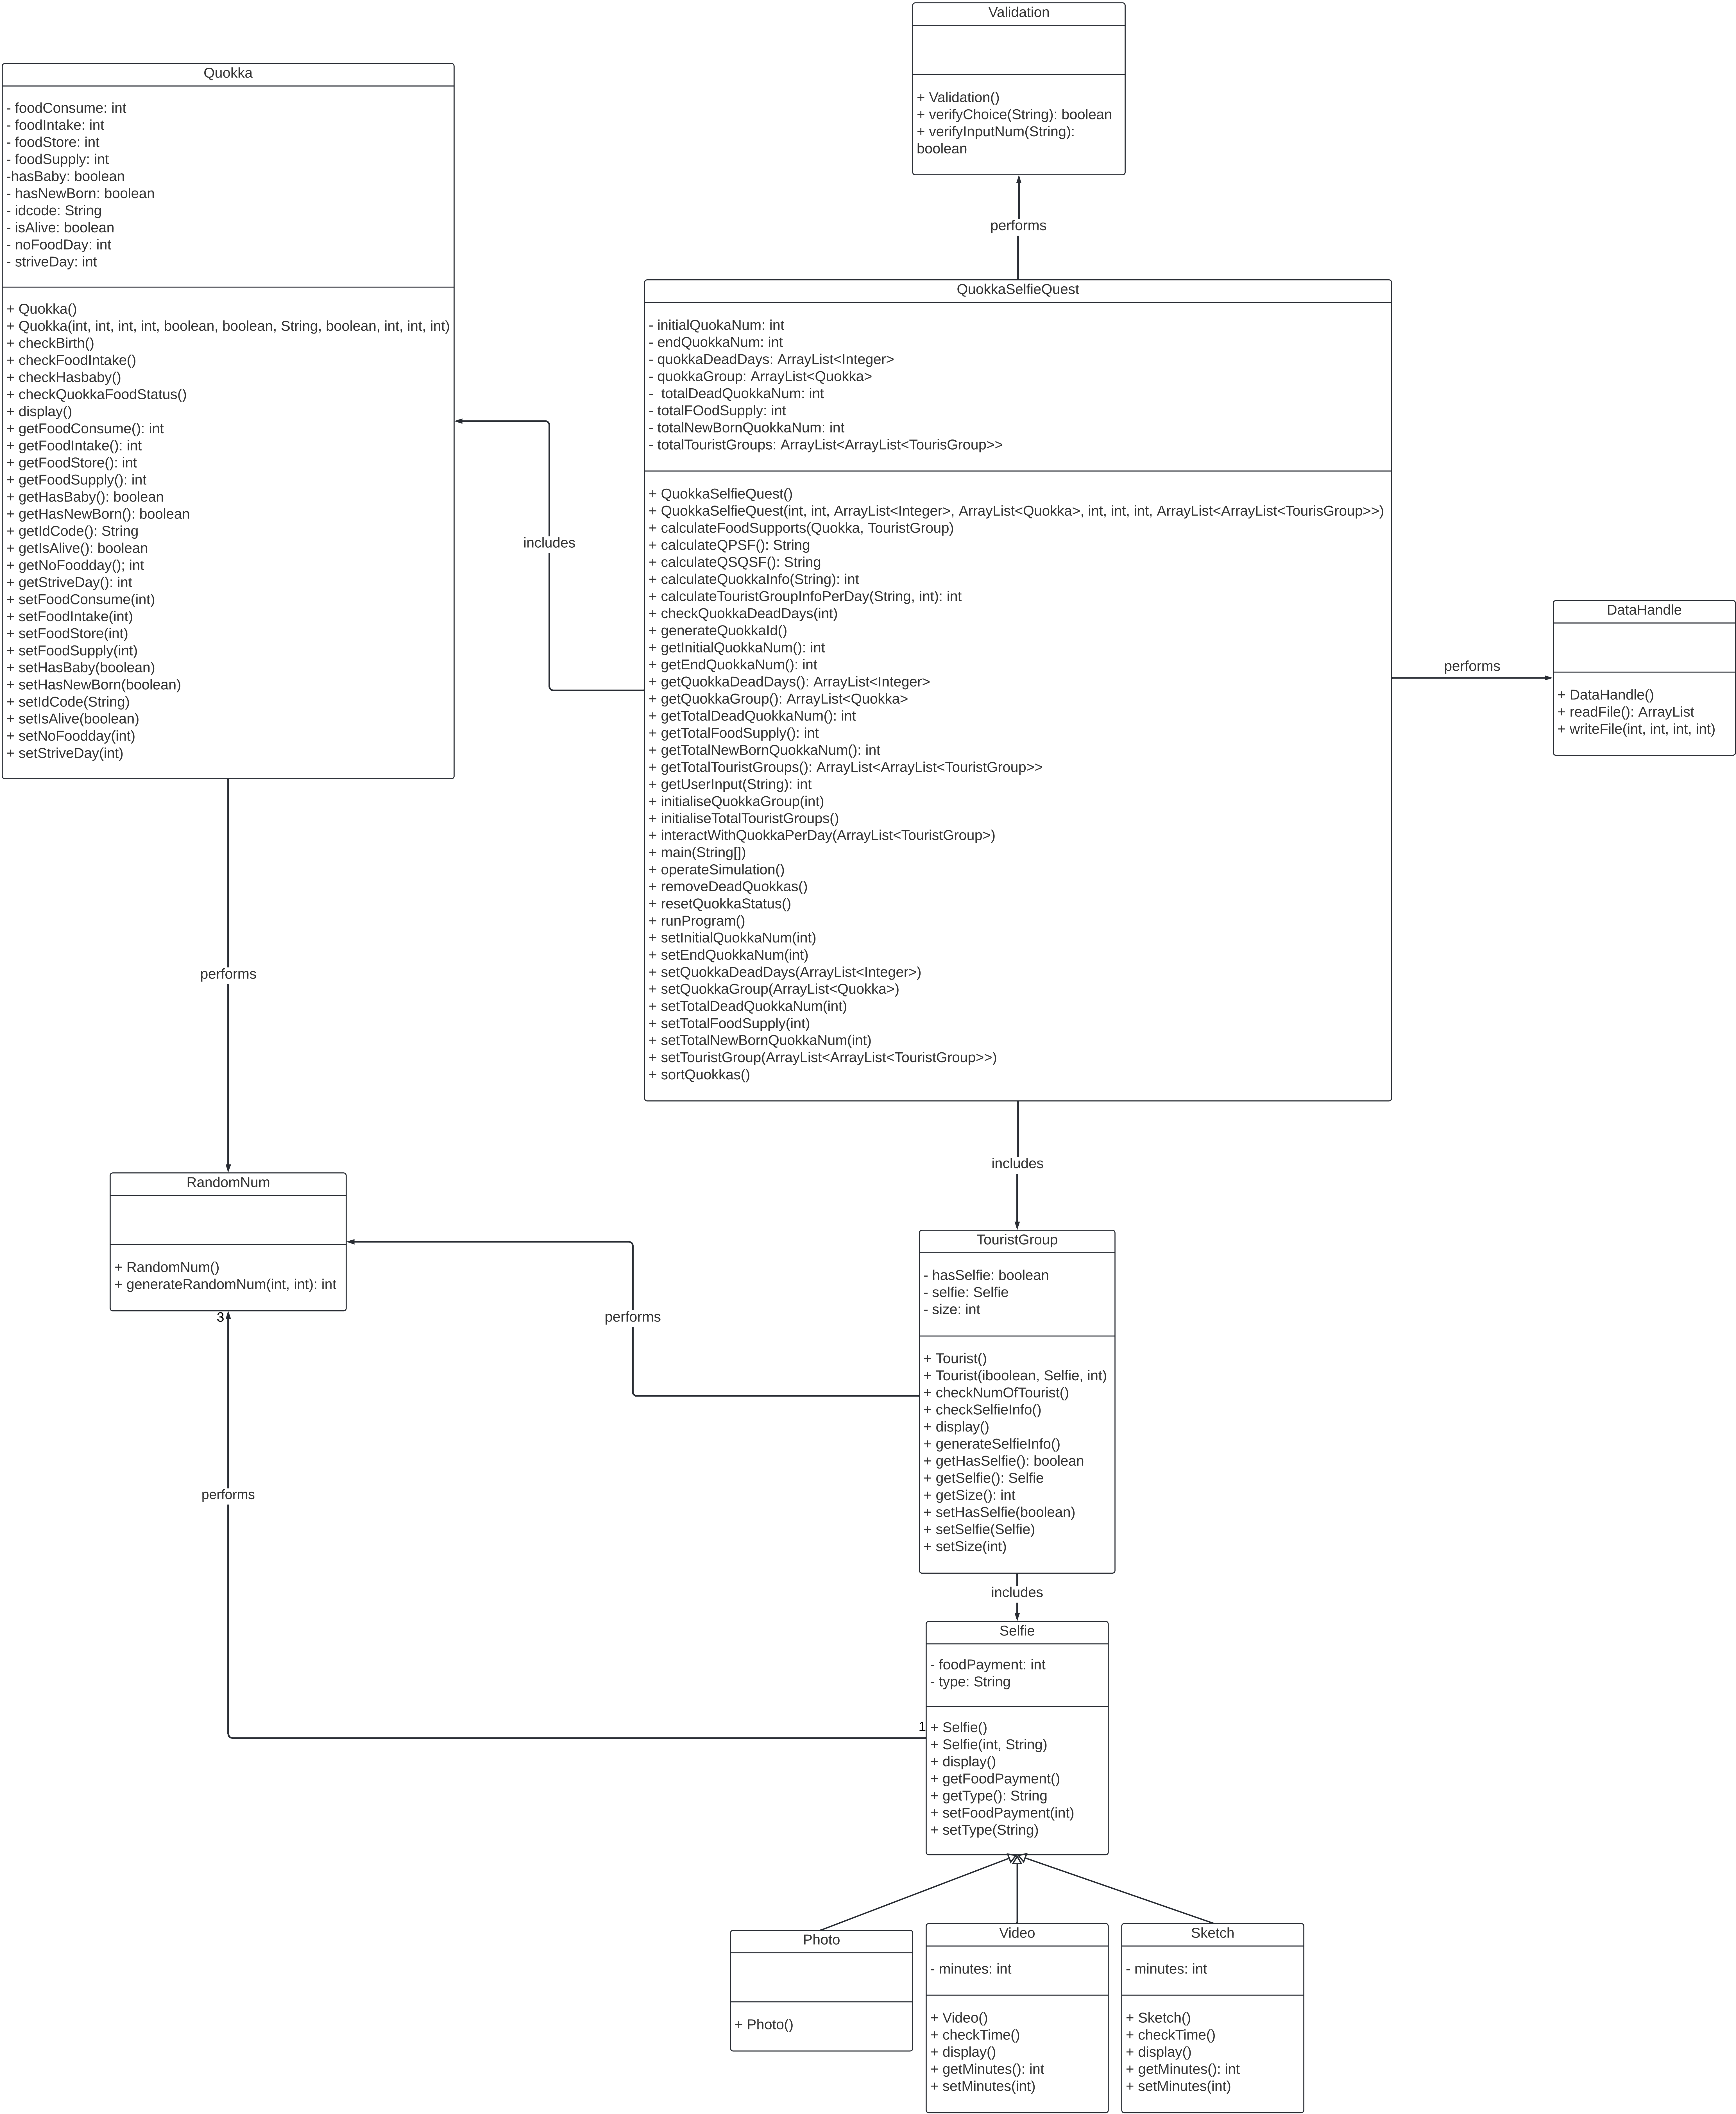 Validation
+ Validation()
+ verifyChoice(String): boolean
+ verifyInputNum(String):
boolean
Quokka
- foodConsume: int
- foodIntake: int
- foodStore: int
- foodSupply: int
-hasBaby: boolean
- hasNewBorn: boolean
- idcode: String
- isAlive: boolean
- noFoodDay: int
- striveDay: int
+ Quokka()
+ Quokka(int, int, int, int, boolean, boolean, String, boolean, int, int, int)
+ checkBirth()
+ checkFoodIntake()
+ checkHasbaby()
+ checkQuokkaFoodStatus()
+ display()
+ getFoodConsume(): int
+ getFoodIntake(): int
+ getFoodStore(): int
+ getFoodSupply(): int
+ getHasBaby(): boolean
+ getHasNewBorn(): boolean
+ getIdCode(): String
+ getIsAlive(): boolean
+ getNoFoodday(); int
+ getStriveDay(): int
+ setFoodConsume(int)
+ setFoodIntake(int)
+ setFoodStore(int)
+ setFoodSupply(int)
+ setHasBaby(boolean)
+ setHasNewBorn(boolean)
+ setIdCode(String)
+ setIsAlive(boolean)
+ setNoFoodday(int)
+ setStriveDay(int)
performs
QuokkaSelfieQuest
- initialQuokaNum: int
- endQuokkaNum: int
- quokkaDeadDays: ArrayList<Integer>
- quokkaGroup: ArrayList<Quokka>
-  totalDeadQuokkaNum: int
- totalFOodSupply: int
- totalNewBornQuokkaNum: int
- totalTouristGroups: ArrayList<ArrayList<TourisGroup>>
+ QuokkaSelfieQuest()
+ QuokkaSelfieQuest(int, int, ArrayList<Integer>, ArrayList<Quokka>, int, int, int, ArrayList<ArrayList<TourisGroup>>)
+ calculateFoodSupports(Quokka, TouristGroup)
+ calculateQPSF(): String
+ calculateQSQSF(): String
+ calculateQuokkaInfo(String): int
+ calculateTouristGroupInfoPerDay(String, int): int
+ checkQuokkaDeadDays(int)
+ generateQuokkaId()
+ getInitialQuokkaNum(): int
+ getEndQuokkaNum(): int
+ getQuokkaDeadDays(): ArrayList<Integer>
+ getQuokkaGroup(): ArrayList<Quokka>
+ getTotalDeadQuokkaNum(): int
+ getTotalFoodSupply(): int
+ getTotalNewBornQuokkaNum(): int
+ getTotalTouristGroups(): ArrayList<ArrayList<TouristGroup>>
+ getUserInput(String): int
+ initialiseQuokkaGroup(int)
+ initialiseTotalTouristGroups()
+ interactWithQuokkaPerDay(ArrayList<TouristGroup>)
+ main(String[])
+ operateSimulation()
+ removeDeadQuokkas()
+ resetQuokkaStatus()
+ runProgram()
+ setInitialQuokkaNum(int)
+ setEndQuokkaNum(int)
+ setQuokkaDeadDays(ArrayList<Integer>)
+ setQuokkaGroup(ArrayList<Quokka>)
+ setTotalDeadQuokkaNum(int)
+ setTotalFoodSupply(int)
+ setTotalNewBornQuokkaNum(int)
+ setTouristGroup(ArrayList<ArrayList<TouristGroup>>)
+ sortQuokkas()
includes
performs
DataHandle
+ DataHandle()
+ readFile(): ArrayList
+ writeFile(int, int, int, int)
performs
includes
RandomNum
+ RandomNum()
+ generateRandomNum(int, int): int
3
performs
TouristGroup
- hasSelfie: boolean
- selfie: Selfie
- size: int
+ Tourist()
+ Tourist(iboolean, Selfie, int)
+ checkNumOfTourist()
+ checkSelfieInfo()
+ display()
+ generateSelfieInfo()
+ getHasSelfie(): boolean
+ getSelfie(): Selfie
+ getSize(): int
+ setHasSelfie(boolean)
+ setSelfie(Selfie)
+ setSize(int)
performs
includes
Selfie
- foodPayment: int
- type: String
1
+ Selfie()
+ Selfie(int, String)
+ display()
+ getFoodPayment()
+ getType(): String
+ setFoodPayment(int)
+ setType(String)
Photo
+ Photo()
Video
- minutes: int
+ Video()
+ checkTime()
+ display()
+ getMinutes(): int
+ setMinutes(int)
Sketch
- minutes: int
+ Sketch()
+ checkTime()
+ display()
+ getMinutes(): int
+ setMinutes(int)